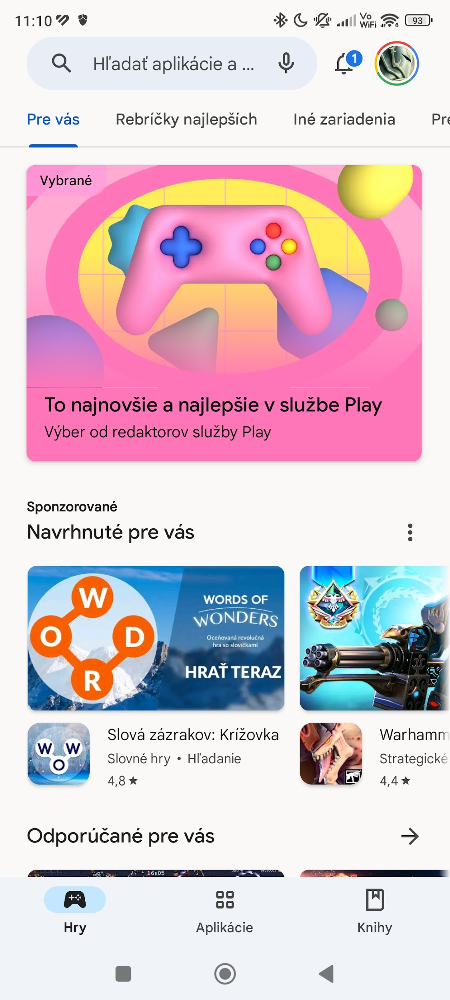 11:10
Vo
WiFi
6
93
Hľadať aplikácie a ...
1
Pre vás
Rebríčky najlepších
Iné zariadenia
Vybrané
To najnovšie a najlepšie v službe Play
Výber od redaktorov služby Play
Sponzorované
Navrhnuté pre vás
W
O
D
R
WORDS OF
WONDERS
Oceňovaná revolučná
hra so slovíčkami
HRAŤ TERAZ
W W
O
Slová zázrakov: Krížovka
Slovné hry • Hľadanie
4,8 ★
Warhamm
Strategické
4,4 ★
Odporúčané pre vás
16:05
Hry
Aplikácie
Knihy